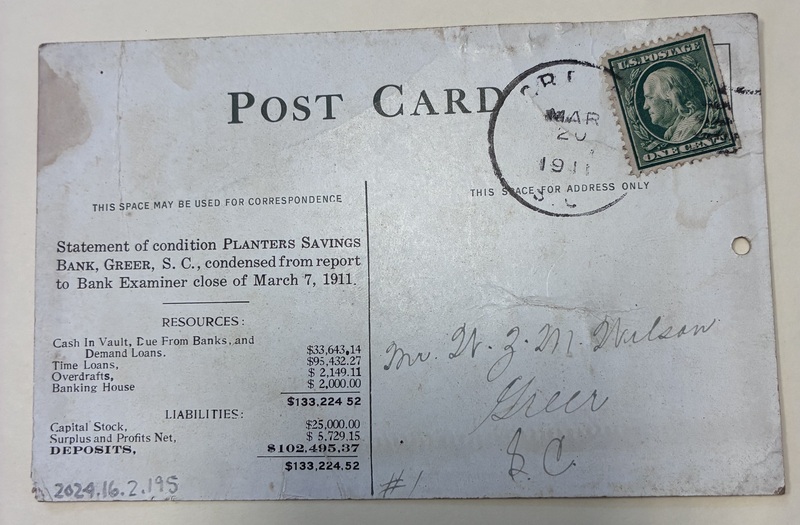 POST CARD
U.S. POSTAGE
ONE CENT
MAR
20
1911
S. C.
THIS SPACE MAY BE USED FOR CORRESPONDENCE
THIS SPACE FOR ADDRESS ONLY
Statement of condition PLANTERS SAVINGS
BANK, GREER, S. C., condensed from report
to Bank Examiner close of March 7, 1911.
RESOURCES:
Cash In Vault, Due From Banks, and
Demand Loans. $33,643.14
Time Loans, $95,432.27
Overdrafts, $ 2,149.11
Banking House $ 2,000.00
$133,224 52
LIABILITIES:
Capital Stock, $25,000.00
Surplus and Profits Net, $ 5.729.15
DEPOSITS, $102,495.37
$133,224.52
Mr. W. Z. M. Wilson
Greer
S. C.
#1
2024.16.2.195